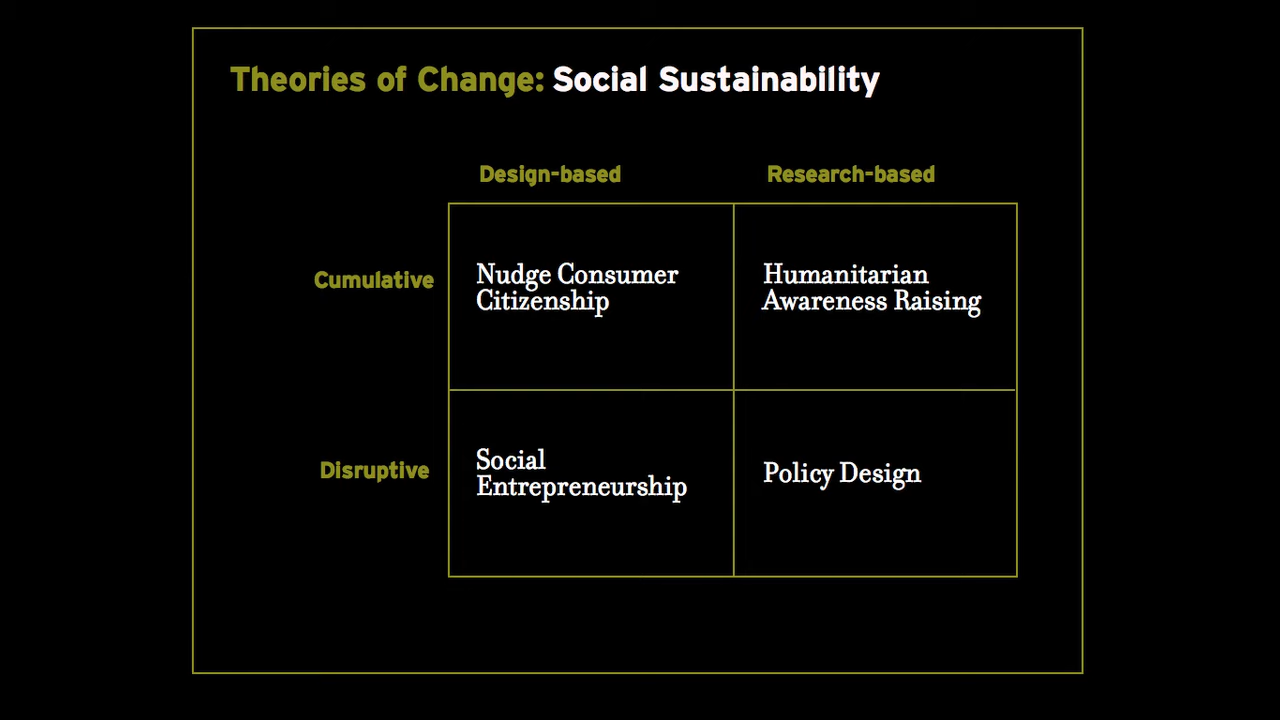 Theories of Change: Social Sustainability
Design-based Research-based
Cumulative
Nudge Consumer
Citizenship
Humanitarian
Awareness Raising
Disruptive
Social
Entrepreneurship
Policy Design